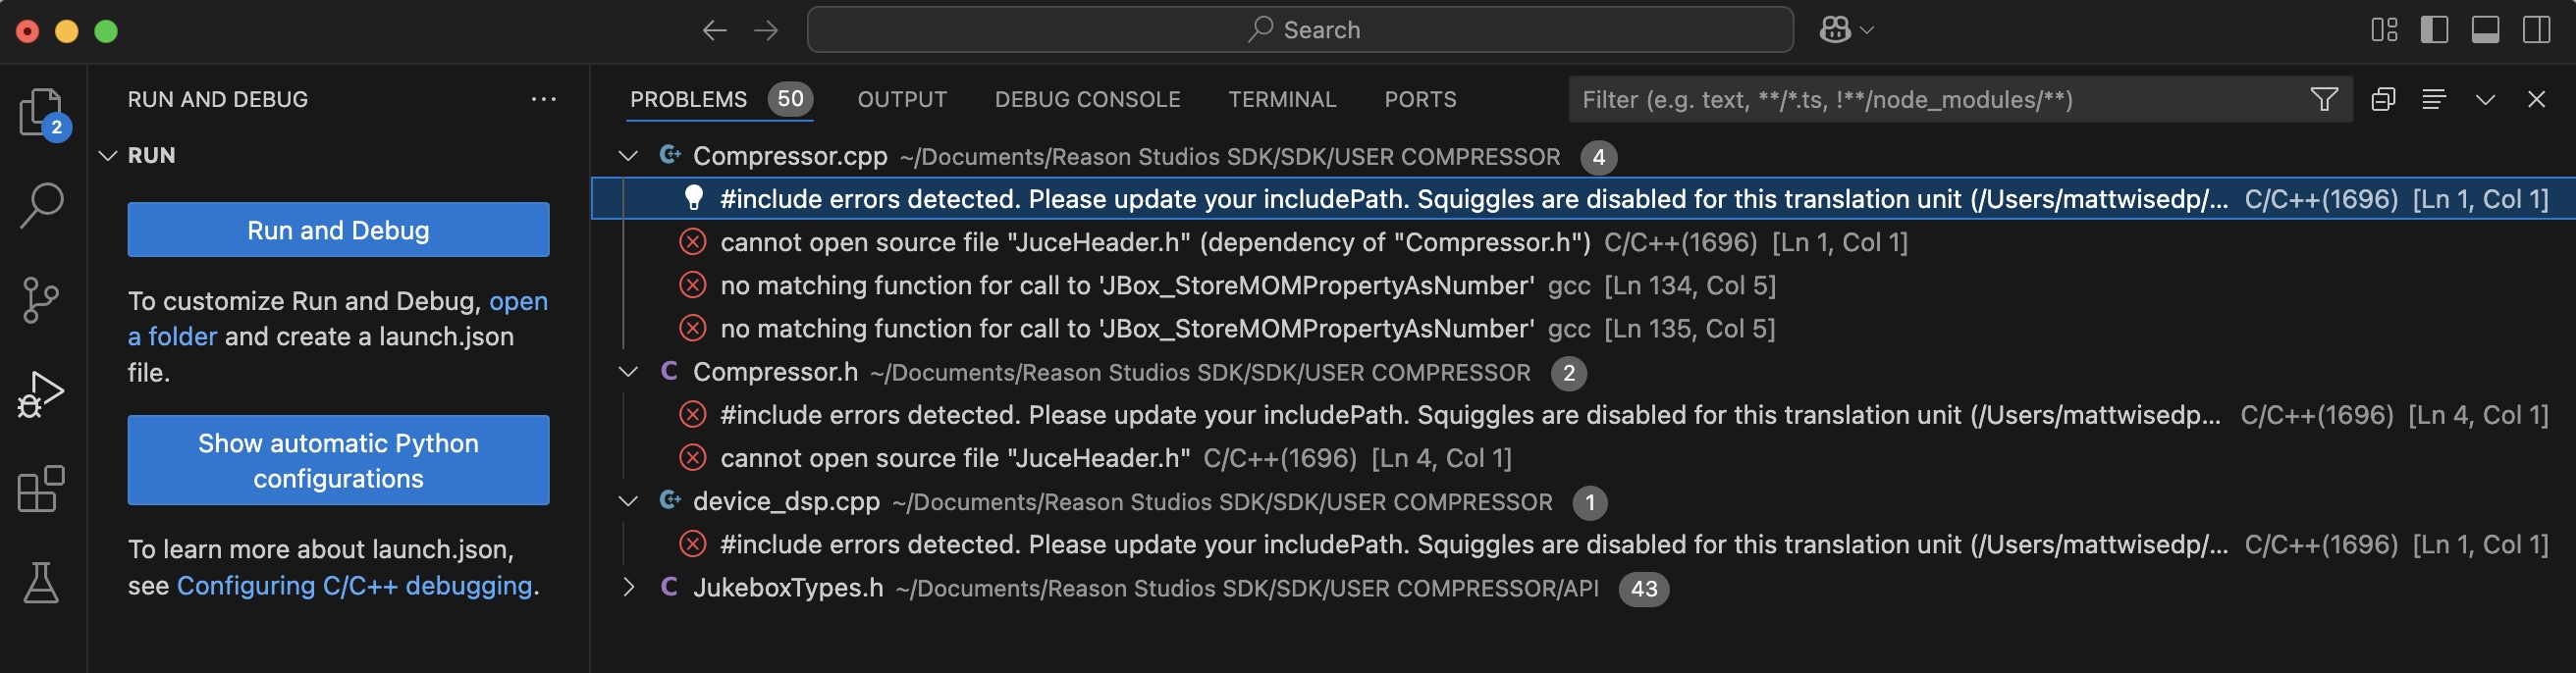 Search
RUN AND DEBUG
RUN
Run and Debug
To customize Run and Debug, open
a folder and create a launch.json
file.
Show automatic Python
configurations
To learn more about launch.json,
see Configuring C/C++ debugging.
2
PROBLEMS 50 OUTPUT DEBUG CONSOLE TERMINAL PORTS Filter (e.g. text, **/*.ts, !**/node_modules/**)
Compressor.cpp ~/Documents/Reason Studios SDK/SDK/USER COMPRESSOR 4
#include errors detected. Please update your includePath. Squiggles are disabled for this translation unit (/Users/mattwisedp/... C/C++(1696) [Ln 1, Col 1]
cannot open source file "JuceHeader.h" (dependency of "Compressor.h") C/C++(1696) [Ln 1, Col 1]
no matching function for call to 'JBox_StoreMOMPropertyAsNumber' gcc [Ln 134, Col 5]
no matching function for call to 'JBox_StoreMOMPropertyAsNumber' gcc [Ln 135, Col 5]
Compressor.h ~/Documents/Reason Studios SDK/SDK/USER COMPRESSOR 2
#include errors detected. Please update your includePath. Squiggles are disabled for this translation unit (/Users/mattwisedp... C/C++(1696) [Ln 4, Col 1]
cannot open source file "JuceHeader.h" C/C++(1696) [Ln 4, Col 1]
device_dsp.cpp ~/Documents/Reason Studios SDK/SDK/USER COMPRESSOR 1
#include errors detected. Please update your includePath. Squiggles are disabled for this translation unit (/Users/mattwisedp/... C/C++(1696) [Ln 1, Col 1]
JukeboxTypes.h ~/Documents/Reason Studios SDK/SDK/USER COMPRESSOR/API 43